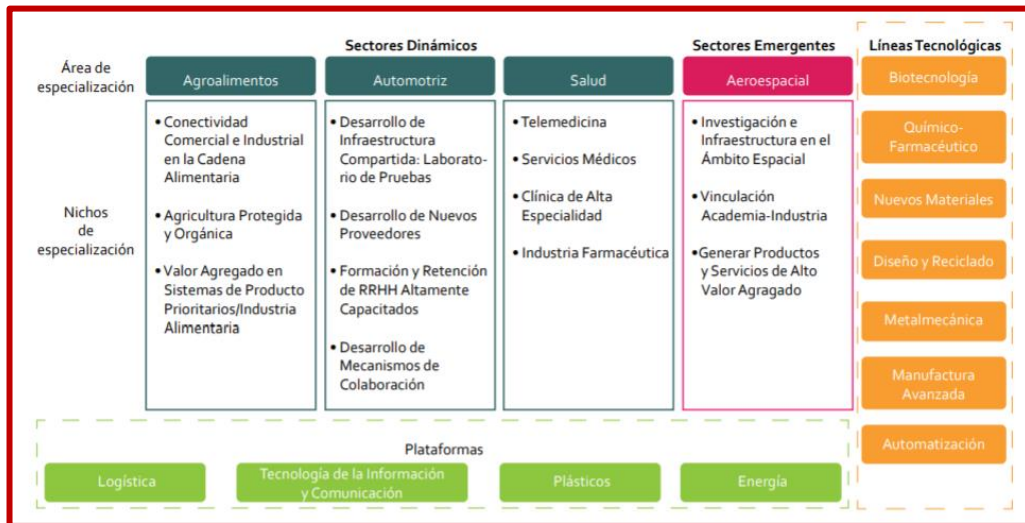 Sectores Dinámicos
Sectores Emergentes
Líneas Tecnológicas
Área de
especialización
Agroalimentos
Automotriz
Salud
Aeroespacial
Nichos
de
especialización
• Conectividad
Comercial e Industrial
en la Cadena
Alimentaria
• Agricultura Protegida
y Orgánica
• Valor Agregado en
Sistemas de Producto
Prioritarios/Industria
Alimentaria
• Desarrollo de
Infraestructura
Compartida: Laborato-
rio de Pruebas
• Desarrollo de Nuevos
Proveedores
• Formación y Retención
de RRHH Altamente
Capacitados
• Desarrollo de
Mecanismos de
Colaboración
• Telemedicina
• Servicios Médicos
• Clínica de Alta
Especialidad
• Industria Farmacéutica
• Investigación e
Infraestructura en el
Ámbito Espacial
• Vinculación
Academia-Industria
• Generar Productos
y Servicios de Alto
Valor Agragado
Biotecnología
Químico-
Farmacéutico
Nuevos Materiales
Diseño y Reciclado
Metalmecánica
Manufactura
Avanzada
Automatización
Plataformas
Logística
Tecnología de la Información
y Comunicación
Plásticos
Energía